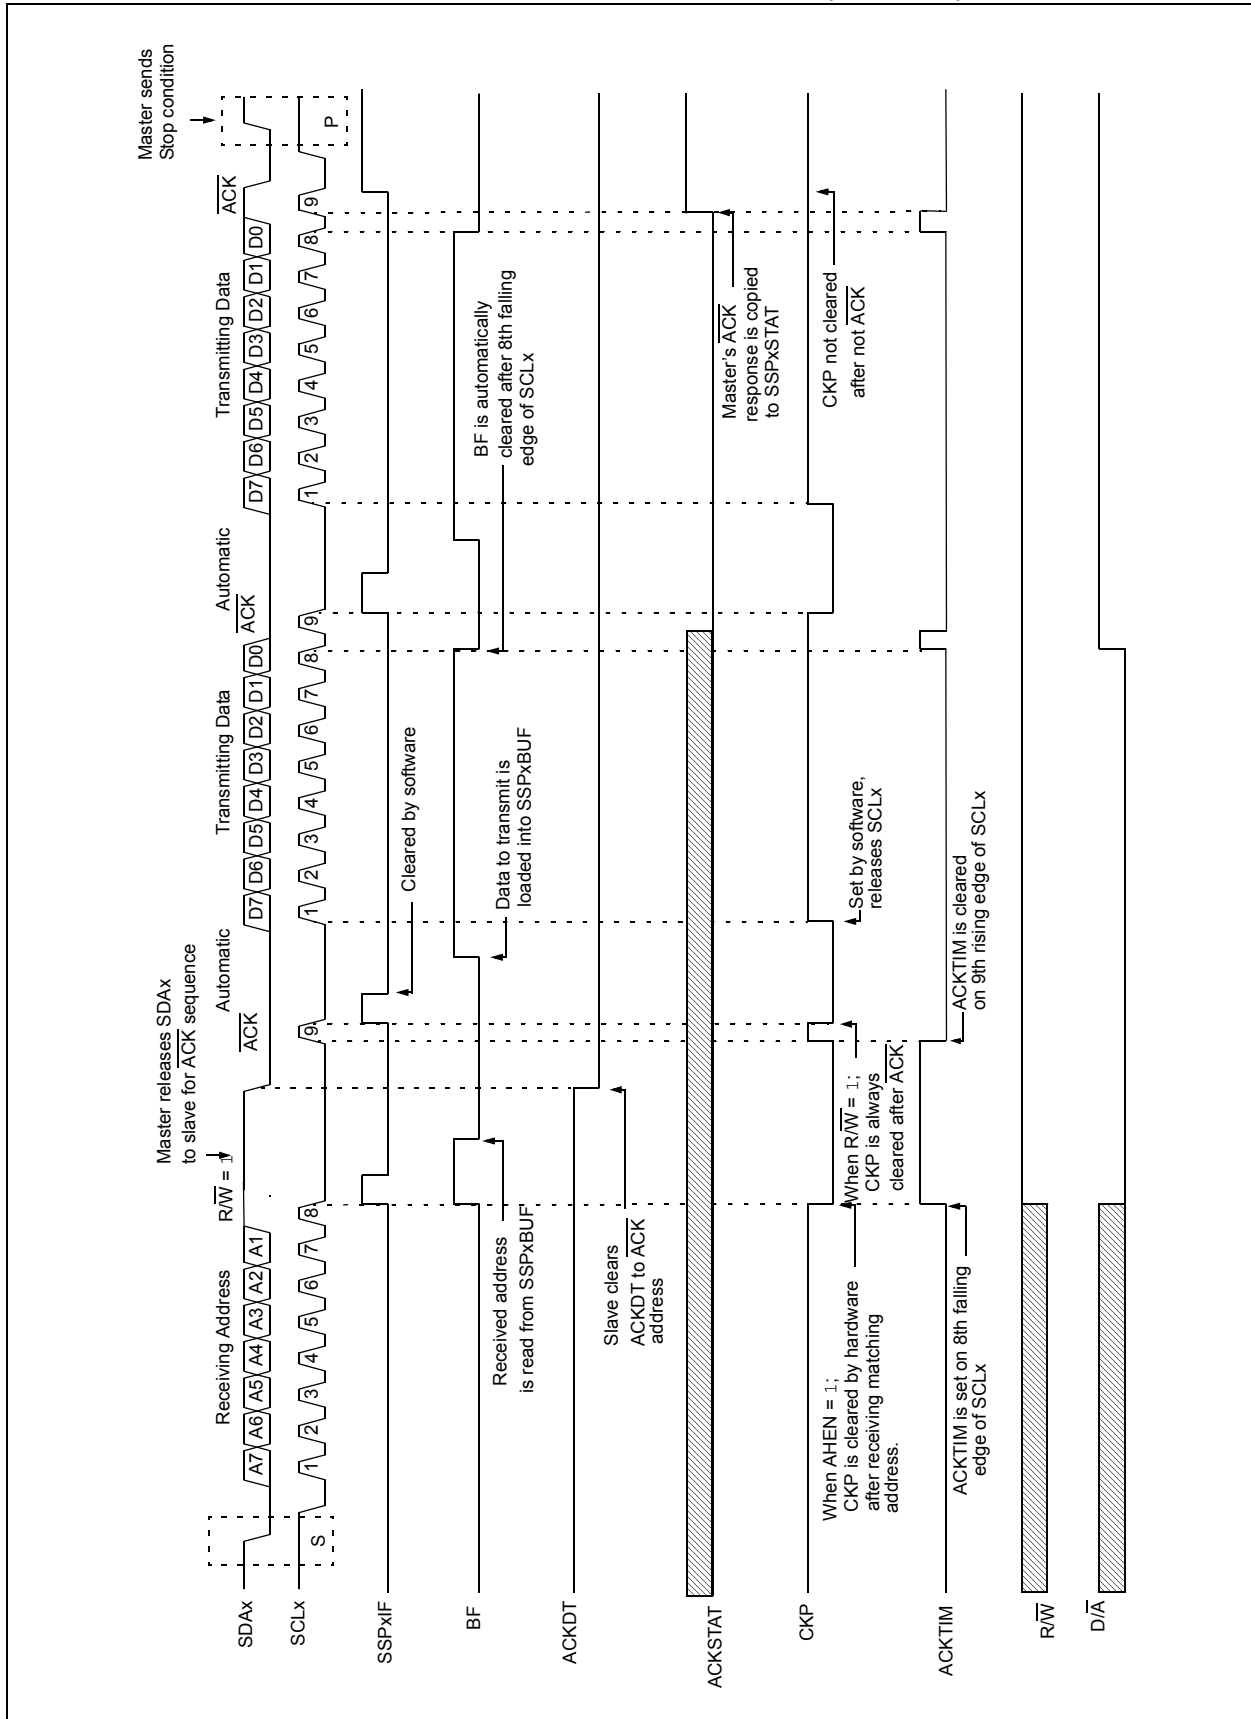 Master sends
Stop condition
Master releases SDAx
to slave for ACK sequence
Receiving Address
R/W = 1
Automatic
Transmitting Data
Automatic
Transmitting Data
ACK
ACK
ACK
SDAx
A7 A6 A5 A4 A3 A2 A1
D7 D6 D5 D4 D3 D2 D1 D0
D7 D6 D5 D4 D3 D2 D1 D0
SCLx
S
1 2 3 4 5 6 7 8 9
1 2 3 4 5 6 7 8 9
1 2 3 4 5 6 7 8 9
P
SSPxIF
Cleared by software
BF
Received address
is read from SSPxBUF
Data to transmit is
loaded into SSPxBUF
BF is automatically
cleared after 8th falling
edge of SCLx
ACKDT
Slave clears
ACKDT to ACK
address
ACKSTAT
Master's ACK
response is copied
to SSPxSTAT
CKP
When AHEN = 1;
CKP is cleared by hardware
after receiving matching
address.
When R/W = 1;
CKP is always
cleared after ACK
Set by software,
releases SCLx
CKP not cleared
after not ACK
ACKTIM
ACKTIM is set on 8th falling
edge of SCLx
ACKTIM is cleared
on 9th rising edge of SCLx
R/W
D/A